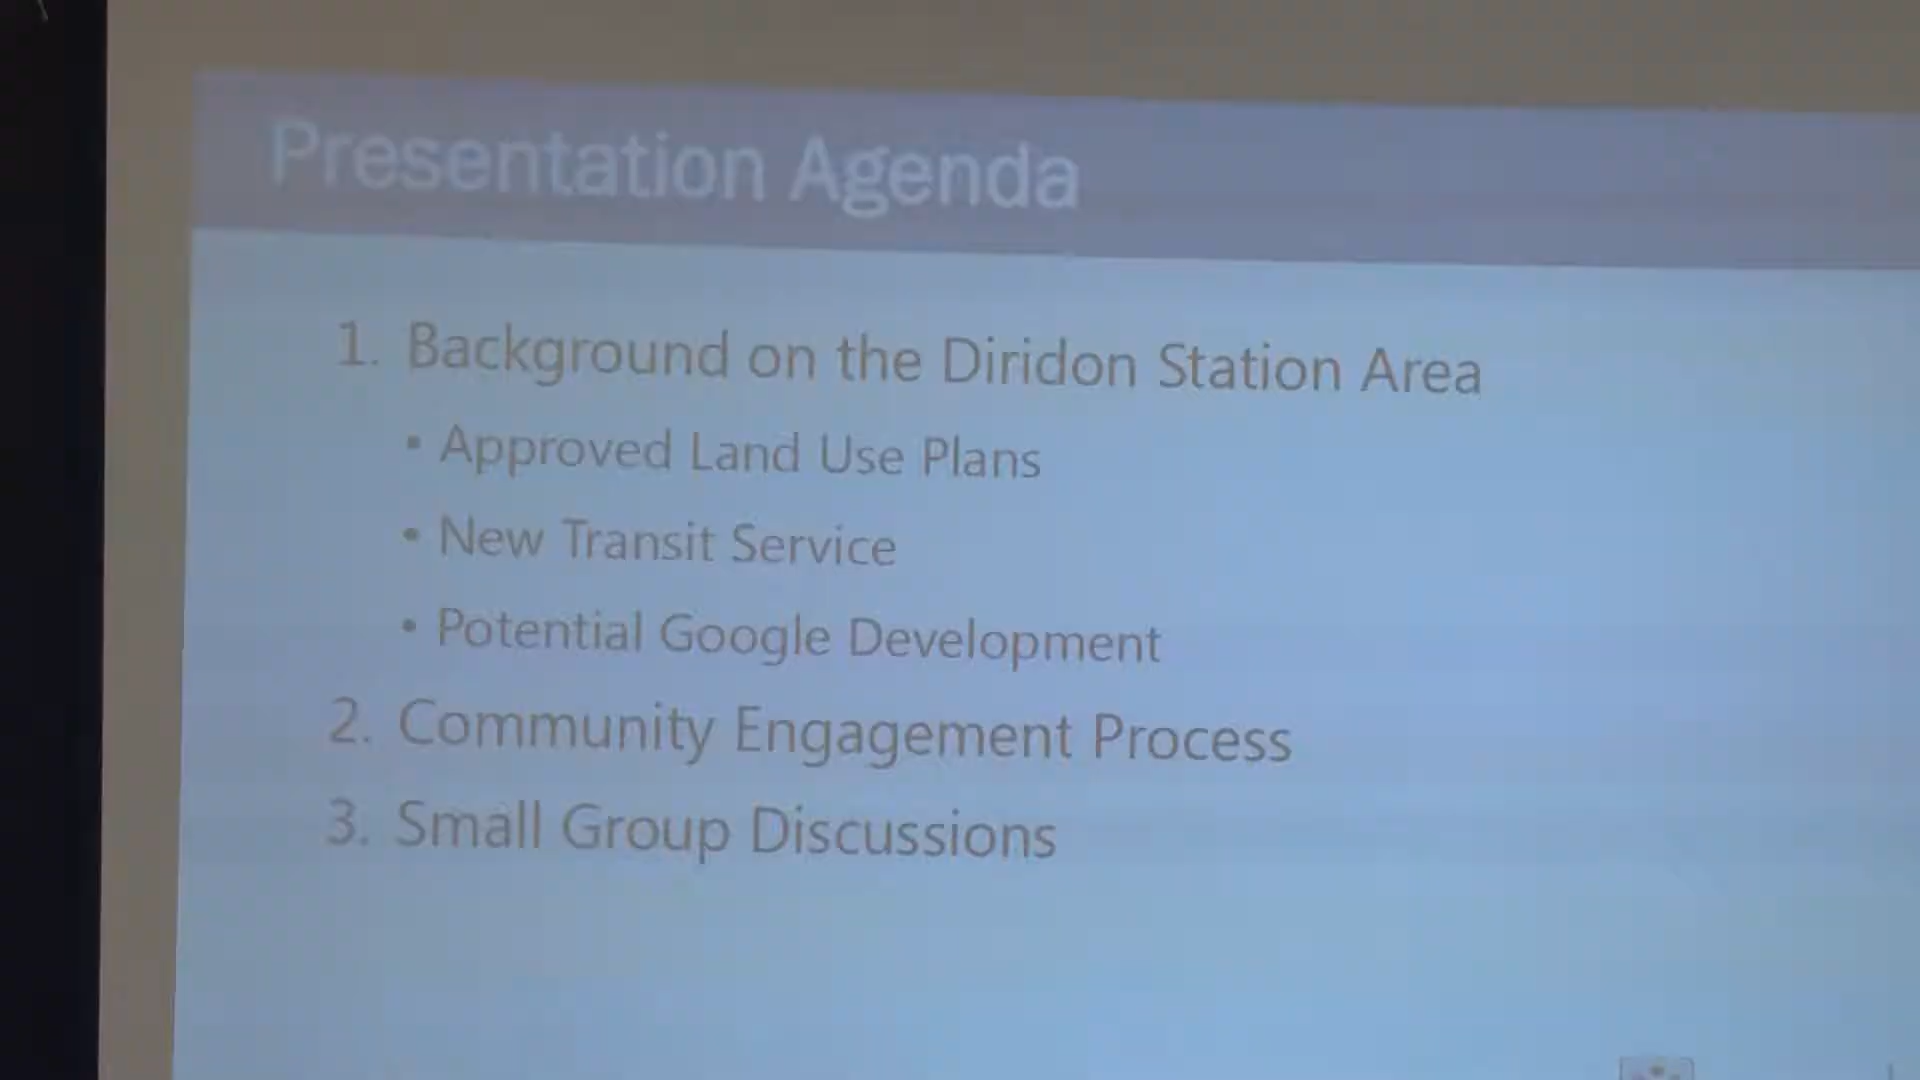 Presentation Agenda
1. Background on the Diridon Station Area
• Approved Land Use Plans
• New Transit Service
• Potential Google Development
2. Community Engagement Process
3. Small Group Discussions